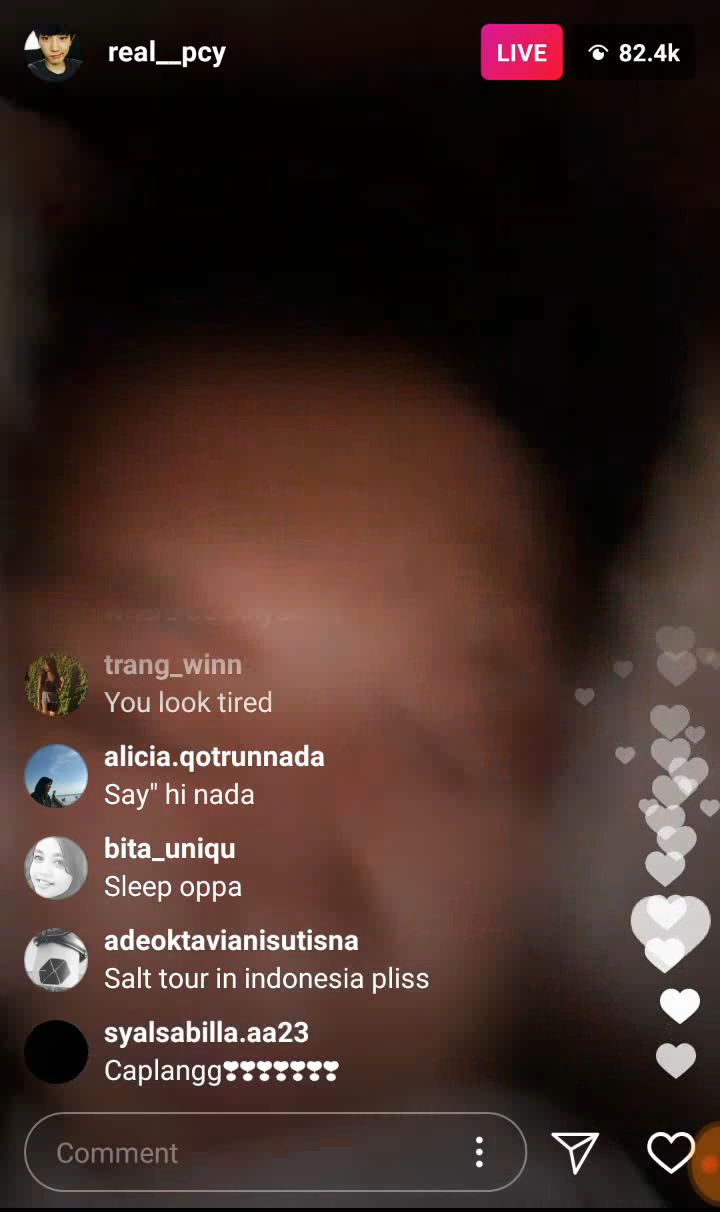 real__pcy
LIVE
82.4k
trang_winn
You look tired
alicia.qotrunnada
Say" hi nada
bita_uniqu
Sleep oppa
adeoktavianisutisna
Salt tour in indonesia pliss
syalsabilla.aa23
Caplangg❣❣❣❣❣❣❣
Comment